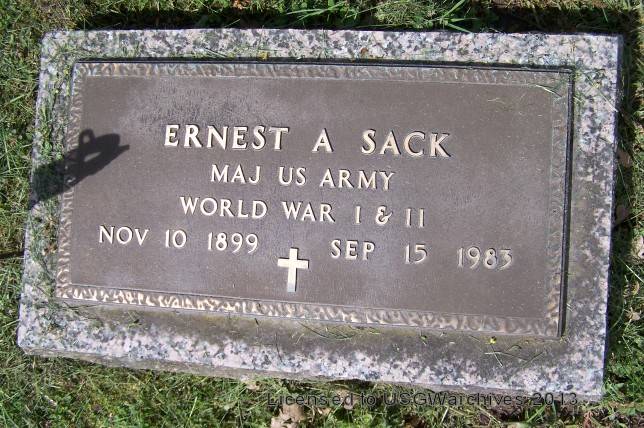 ERNEST A SACK
MAJ US ARMY
WORLD WAR I & II
NOV 10 1899 SEP 15 1983
Licensed to USGWarchives 2013